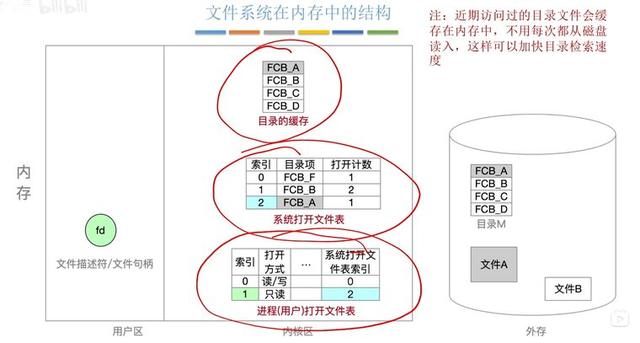 bilibili
文件系统在内存中的结构
注：近期访问过的目录文件会缓
存在内存中，不用每次都从磁盘
读入，这样可以加快目录检索速
度
FCB_A
FCB_B
FCB_C
FCB_D
目录的缓存
索引 目录项 打开计数
0 FCB_F 1
1 FCB_B 2
2 FCB_A 1
系统打开文件表
内存
fd
文件描述符/文件句柄
索引 打开方式 … 系统打开文件表索引
0 读/写 0
1 只读 2
进程(用户)打开文件表
用户区
内核区
FCB_A
FCB_B
FCB_C
FCB_D
目录M
文件A
文件B
外存